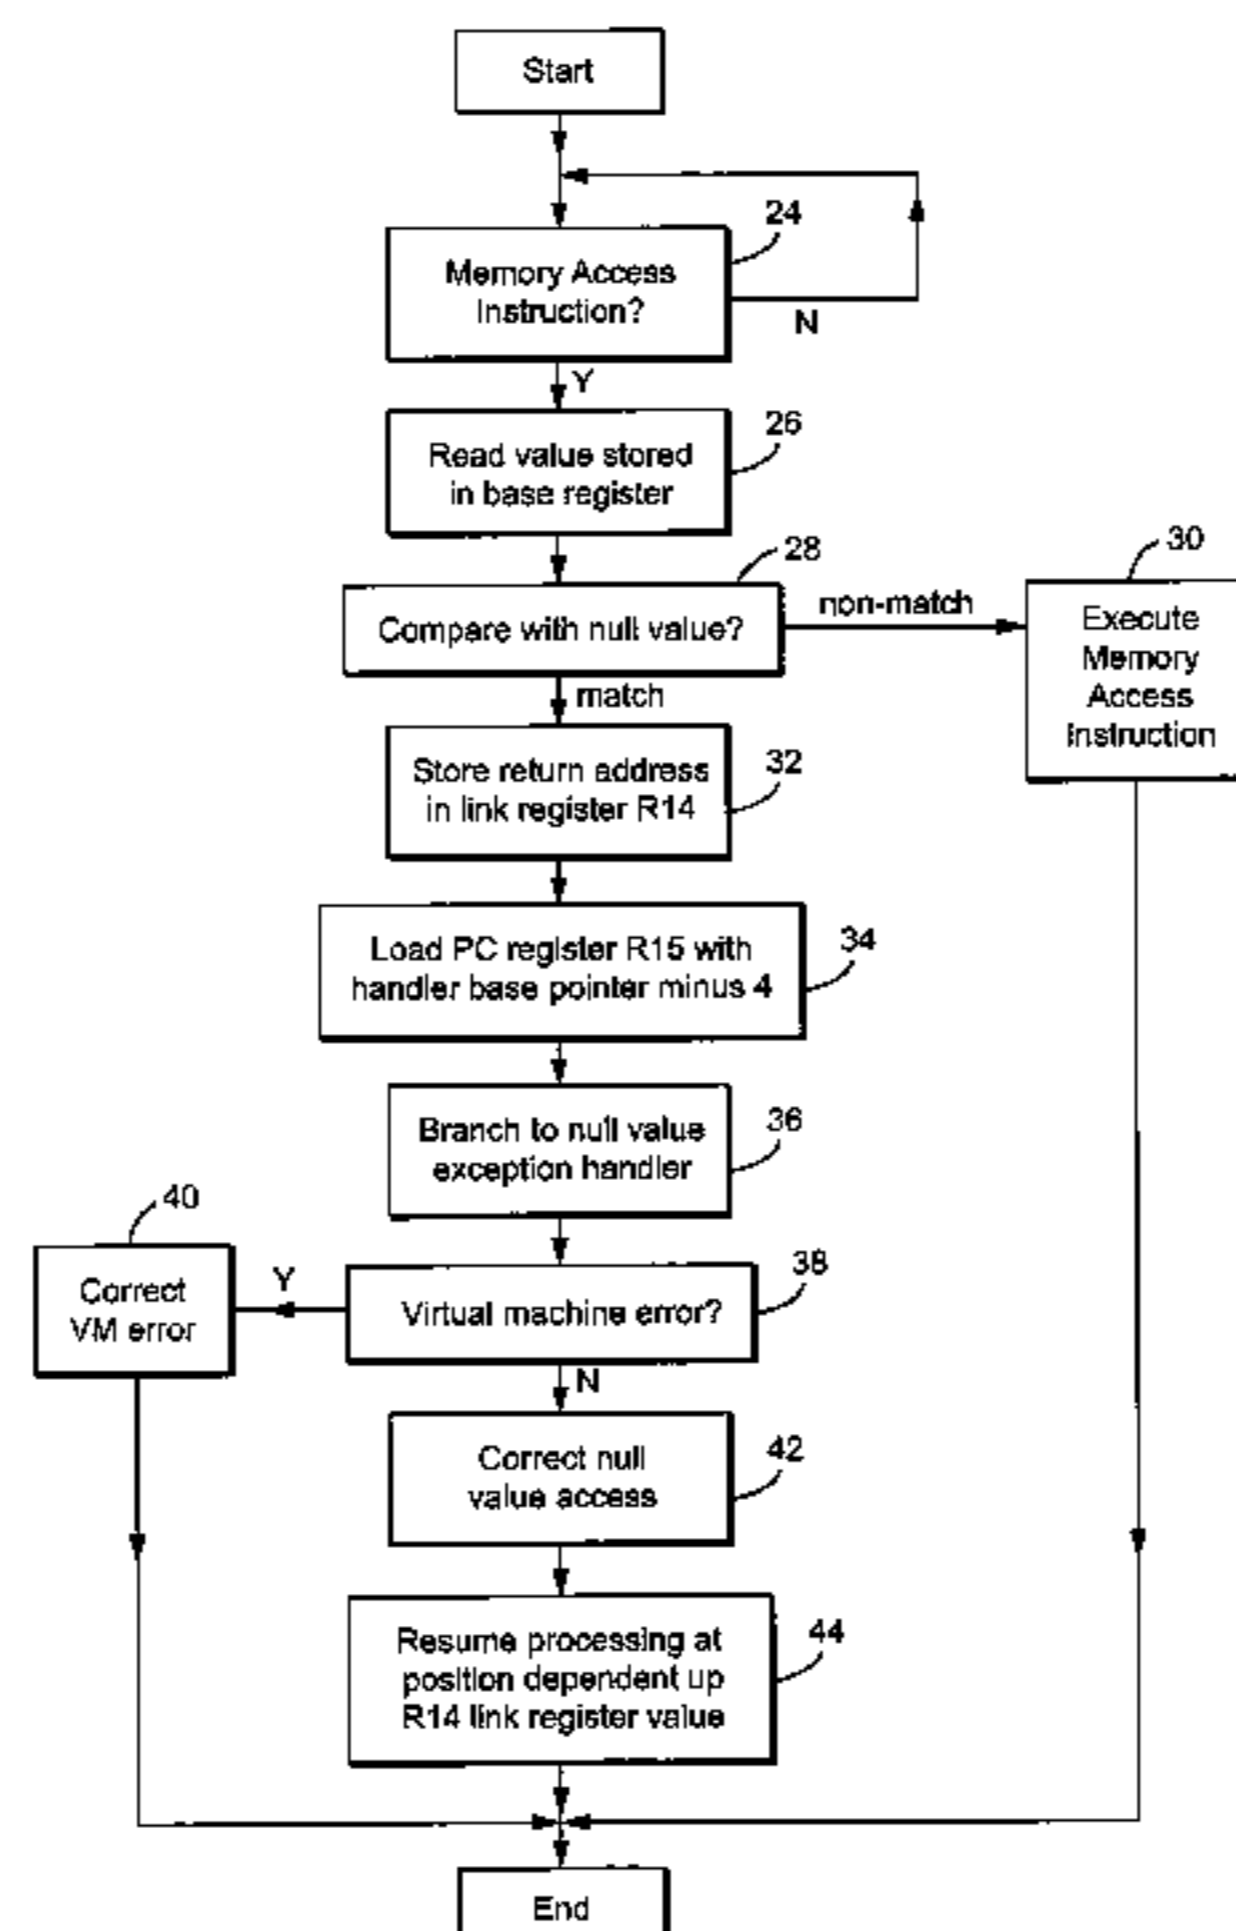 Start
24
Memory Access
Instruction?
N
Y
26
Read value stored
in base register
28
30
Compare with null value?
non-match
Execute
Memory
Access
Instruction
match
32
Store return address
in link register R14
34
Load PC register R15 with
handler base pointer minus 4
36
Branch to null value
exception handler
40
38
Correct
VM error
Y
Virtual machine error?
N
42
Correct null
value access
44
Resume processing at
position dependent up
R14 link register value
End